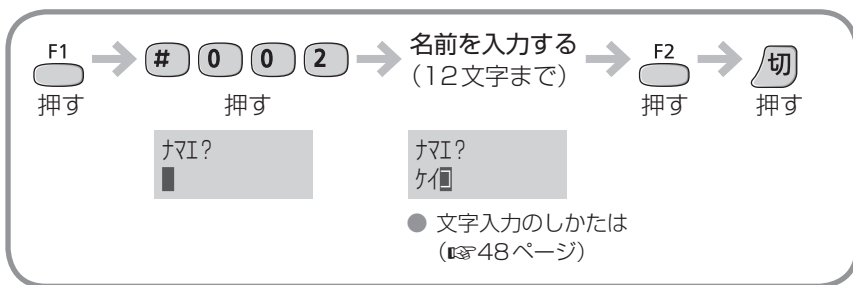 F1
押す
# 0 0 2
押す
ﾅﾏｴ?
名前を入力する
(12文字まで)
ﾅﾏｴ?
ｹｲ
● 文字入力のしかたは
(☞48ページ)
F2
押す
切
押す